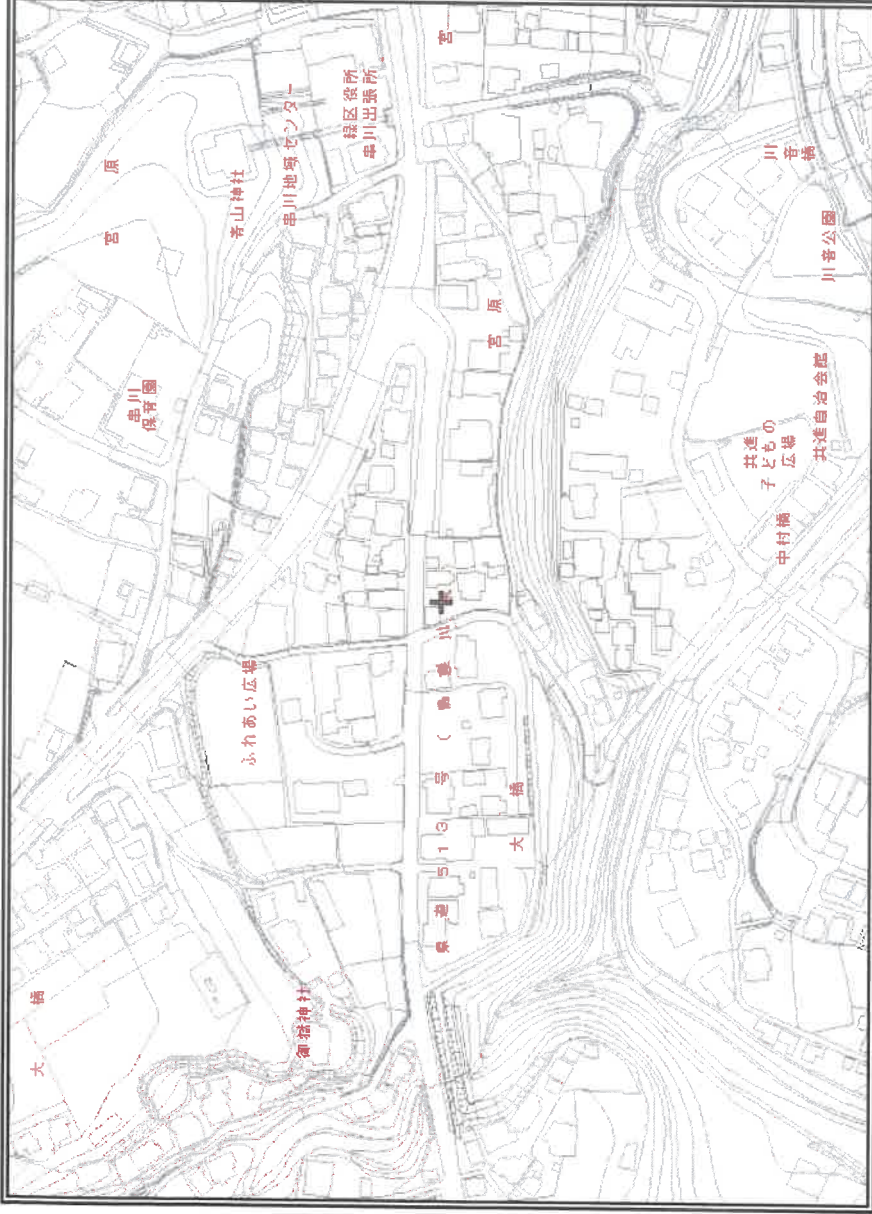 大橋
御嶽神社
ふれあい広場
串川
保育園
宮原
青山神社
串川地域センター
緑区役所
串川出張所
宮
県道513号(
大橋
宮原
中村橋
共進
子どもの
広場
共進自治会館
川音公園
川音橋